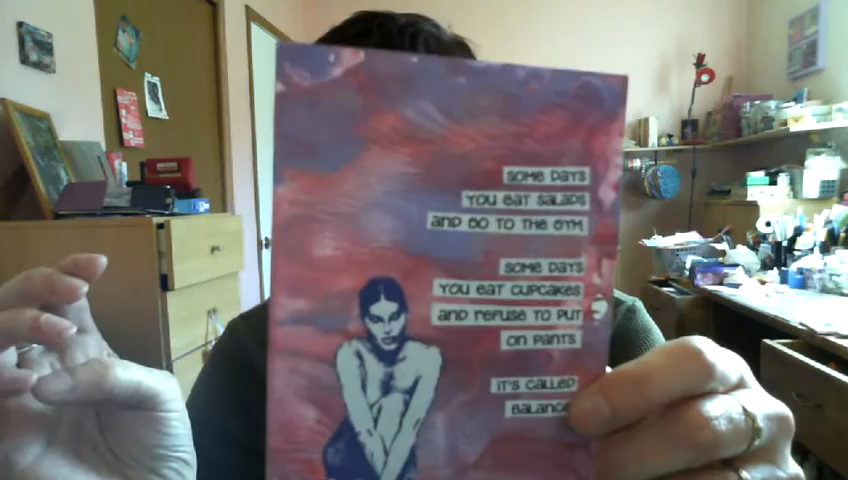 SOME DAYS
YOU EAT SALADS
AND GO TO THE GYM
SOME DAYS
YOU EAT CUPCAKES
AND REFUSE TO PUT
ON PANTS.
IT'S CALLED
BALANCE